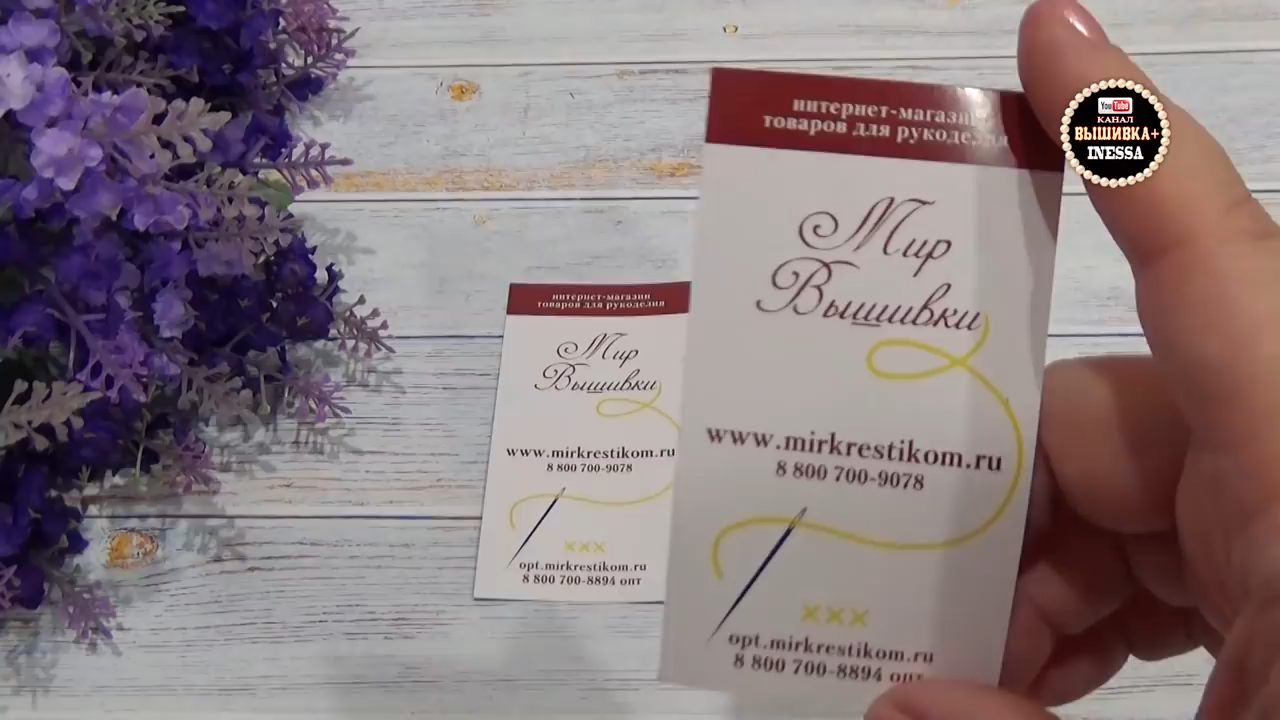 интернет-магазин
товаров для рукоделия
Мир
Вышивки
www.mirkrestikom.ru
8 800 700-9078
opt.mirkrestikom.ru
8 800 700-8894 опт
интернет-магазин
товаров для рукоделия
Мир
Вышивки
www.mirkrestikom.ru
8 800 700-9078
opt.mirkrestikom.ru
8 800 700-8894 опт
YouTube
КАНАЛ
ВЫШИВКА+
INESSA